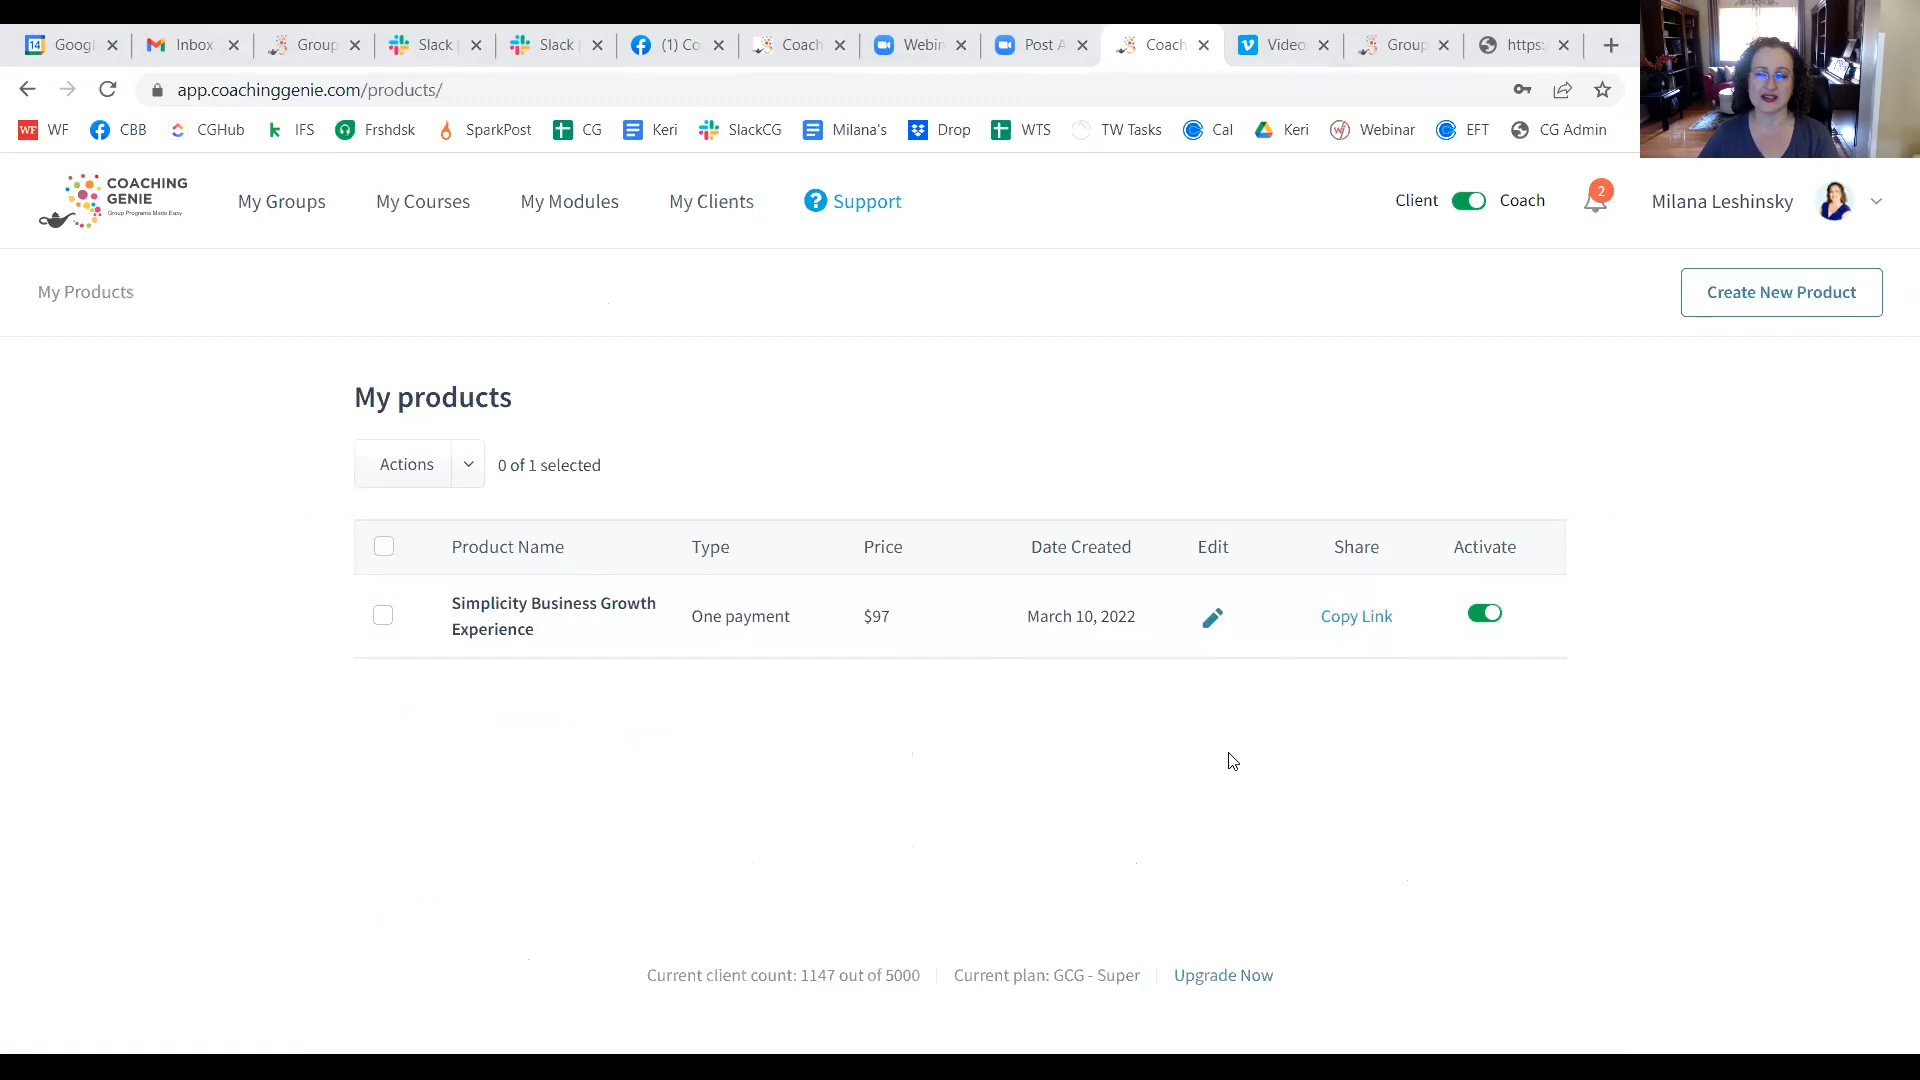 14 Goog Inbox Group Slack Slack (1) Co Coach Webin Post A Coach Video Group https:
app.coachinggenie.com/products/
WF WF CBB CGHub IFS Frshdsk SparkPost CG Keri SlackCG Milana's Drop WTS TW Tasks Cal Keri Webinar EFT CG Admin
COACHING
GENIE
Group Programs Made Easy
My Groups My Courses My Modules My Clients ? Support Client Coach 2 Milana Leshinsky
My Products Create New Product
My products
Actions 0 of 1 selected
Product Name Type Price Date Created Edit Share Activate
Simplicity Business Growth
Experience One payment $97 March 10, 2022 Copy Link
Current client count: 1147 out of 5000 Current plan: GCG - Super Upgrade Now